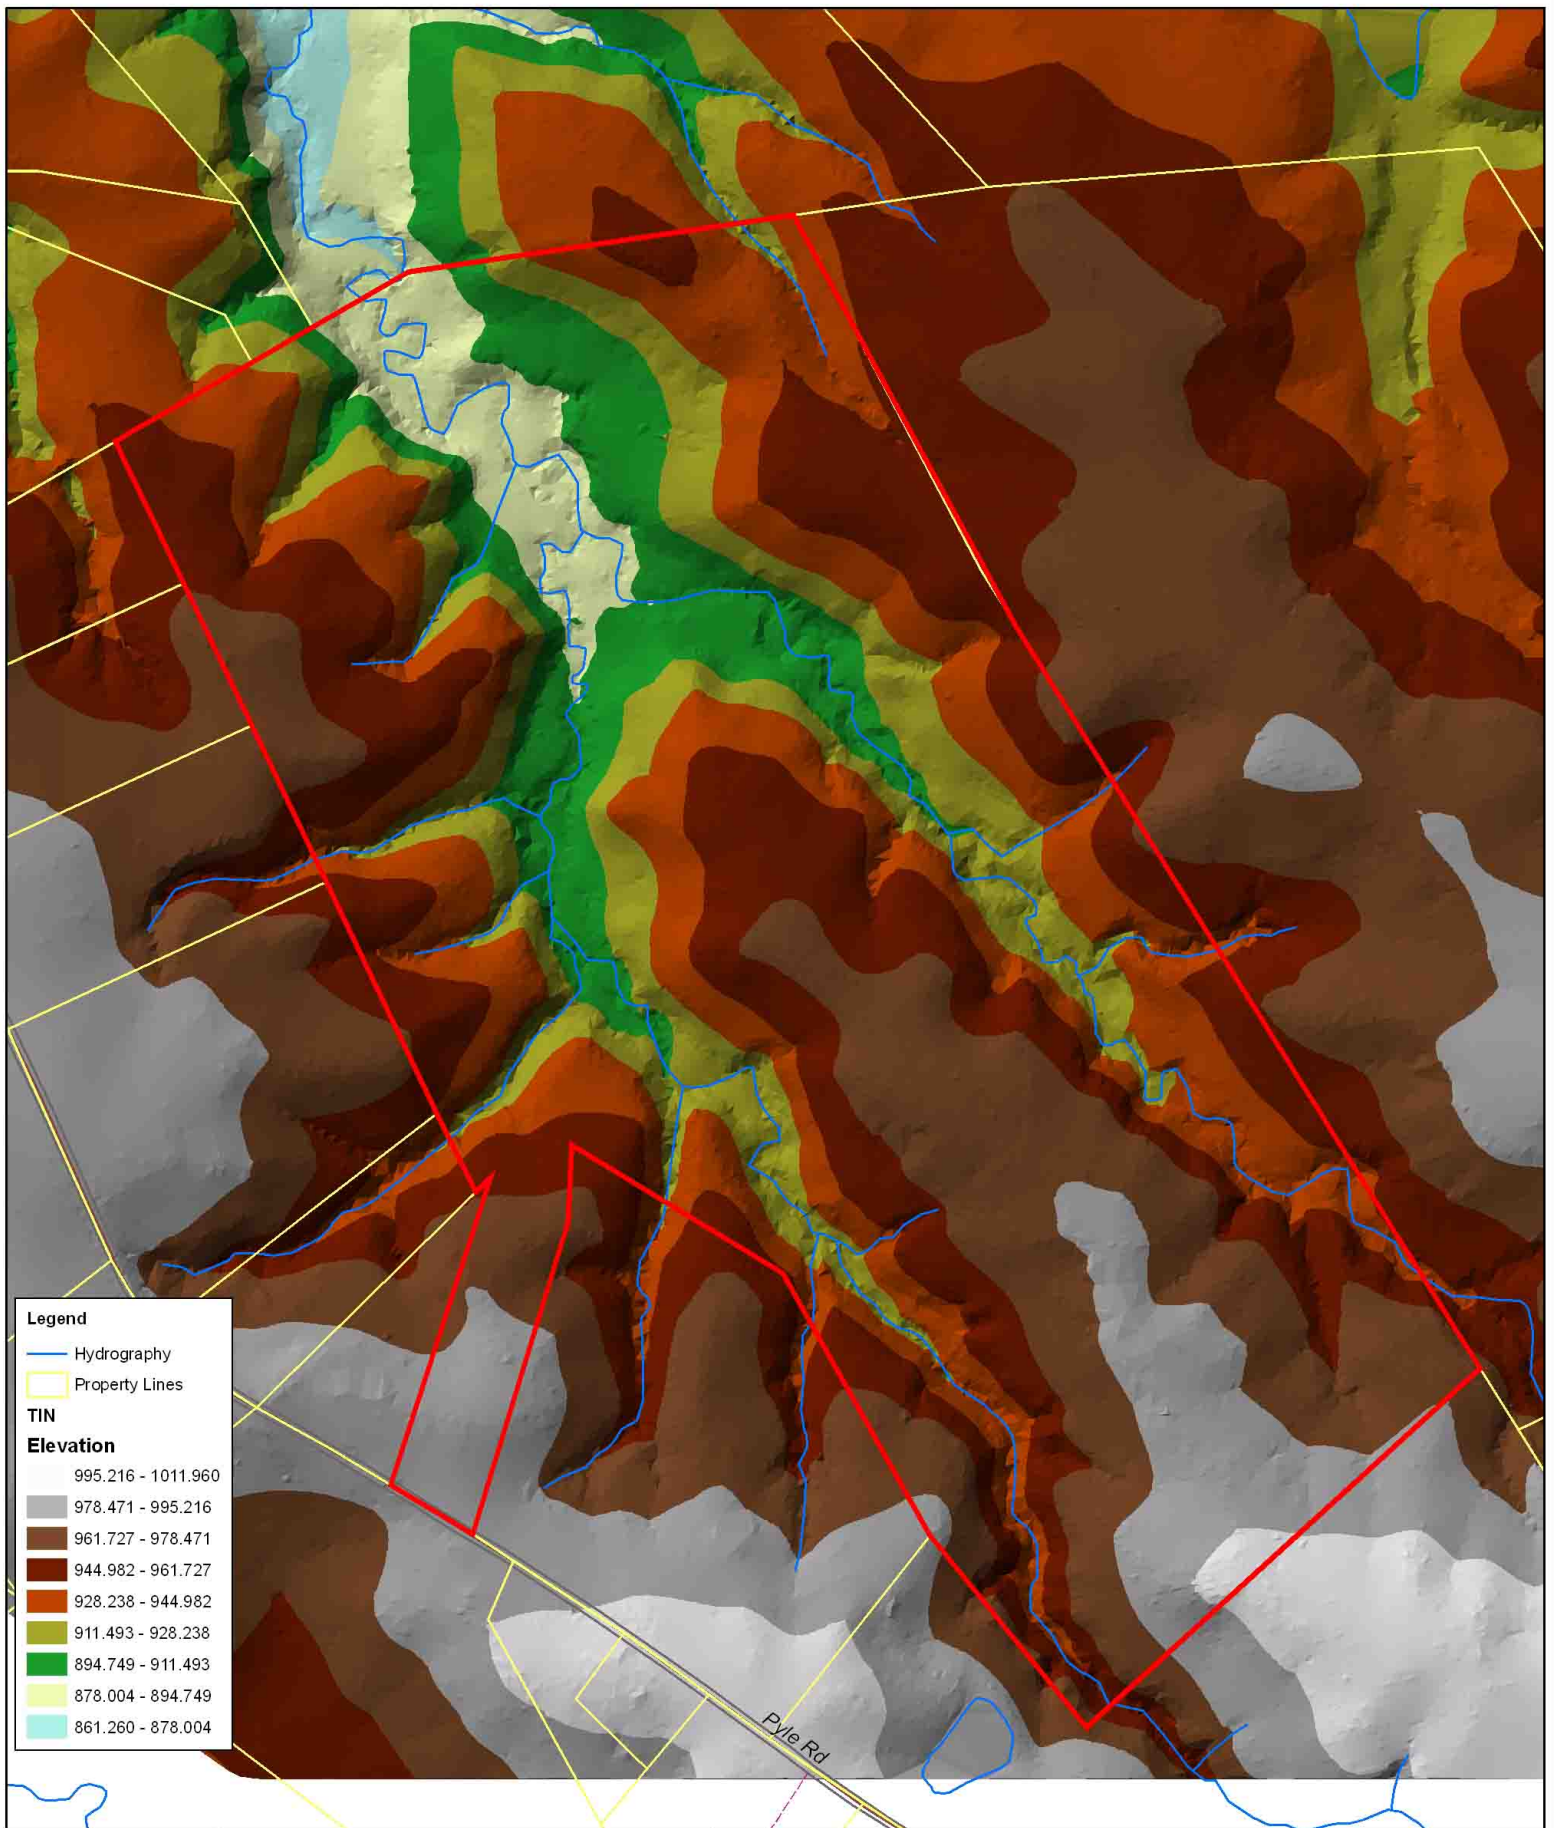 Legend
Hydrography
Property Lines
TIN
Elevation
995.216 - 1011.960
978.471 - 995.216
961.727 - 978.471
944.982 - 961.727
928.238 - 944.982
911.493 - 928.238
894.749 - 911.493
878.004 - 894.749
861.260 - 878.004
Pyle Rd